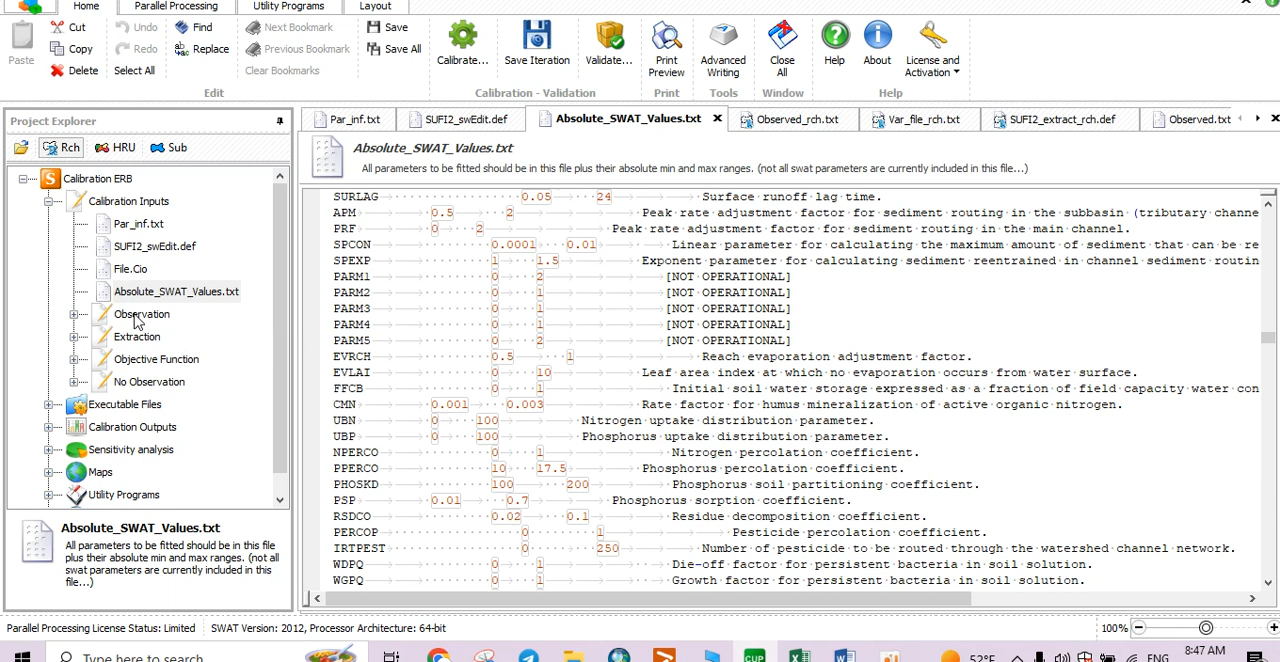 Home
Parallel Processing
Utility Programs
Layout
Paste
Cut
Copy
Delete
Undo
Redo
Select All
Find
Replace
Edit
Next Bookmark
Previous Bookmark
Clear Bookmarks
Save
Save All
Calibrate...
Save Iteration
Validate...
Calibration - Validation
Print Preview
Print
Advanced Writing
Tools
Close All
Window
Help
About
License and Activation
Help
Project Explorer
Rch
HRU
Sub
Calibration ERB
Calibration Inputs
Par_inf.txt
SUFI2_swEdit.def
File.Cio
Absolute_SWAT_Values.txt
Observation
Extraction
Objective Function
No Observation
Executable Files
Calibration Outputs
Sensitivity analysis
Maps
Utility Programs
Absolute_SWAT_Values.txt
All parameters to be fitted should be in this file
plus their absolute min and max ranges. (not all
swat parameters are currently included in this
file...)
Par_inf.txt
SUFI2_swEdit.def
Absolute_SWAT_Values.txt
Observed_rch.txt
Var_file_rch.txt
SUFI2_extract_rch.def
Observed.txt
Absolute_SWAT_Values.txt
All parameters to be fitted should be in this file plus their absolute min and max ranges. (not all swat parameters are currently included in this file...)
SURLAG 0.05 24 Surface runoff lag time.
APM 0.5 2 Peak rate adjustment factor for sediment routing in the subbasin (tributary channe
PRF 0 2 Peak rate adjustment factor for sediment routing in the main channel.
SPCON 0.0001 0.01 Linear parameter for calculating the maximum amount of sediment that can be re
SPEXP 1 1.5 Exponent parameter for calculating sediment reentrained in channel sediment routin
PARM1 0 2 [NOT OPERATIONAL]
PARM2 0 1 [NOT OPERATIONAL]
PARM3 0 1 [NOT OPERATIONAL]
PARM4 0 1 [NOT OPERATIONAL]
PARM5 0 2 [NOT OPERATIONAL]
EVRCH 0.5 1 Reach evaporation adjustment factor.
EVLAI 0 10 Leaf area index at which no evaporation occurs from water surface.
FFCB 0 1 Initial soil water storage expressed as a fraction of field capacity water con
CMN 0.001 0.003 Rate factor for humus mineralization of active organic nitrogen.
UBN 0 100 Nitrogen uptake distribution parameter.
UBP 0 100 Phosphorus uptake distribution parameter.
NPERCO 0 1 Nitrogen percolation coefficient.
PPERCO 10 17.5 Phosphorus percolation coefficient.
PHOSKD 100 200 Phosphorus soil partitioning coefficient.
PSP 0.01 0.7 Phosphorus sorption coefficient.
RSDCO 0.02 0.1 Residue decomposition coefficient.
PERCOP 0 1 Pesticide percolation coefficient.
IRTPEST 0 250 Number of pesticide to be routed through the watershed channel network.
WDPQ 0 1 Die-off factor for persistent bacteria in soil solution.
WGPQ 0 1 Growth factor for persistent bacteria in soil solution.
Parallel Processing License Status: Limited
SWAT Version: 2012, Processor Architecture: 64-bit
100%
Type here to search
CUP
52°F
ENG
8:47 AM